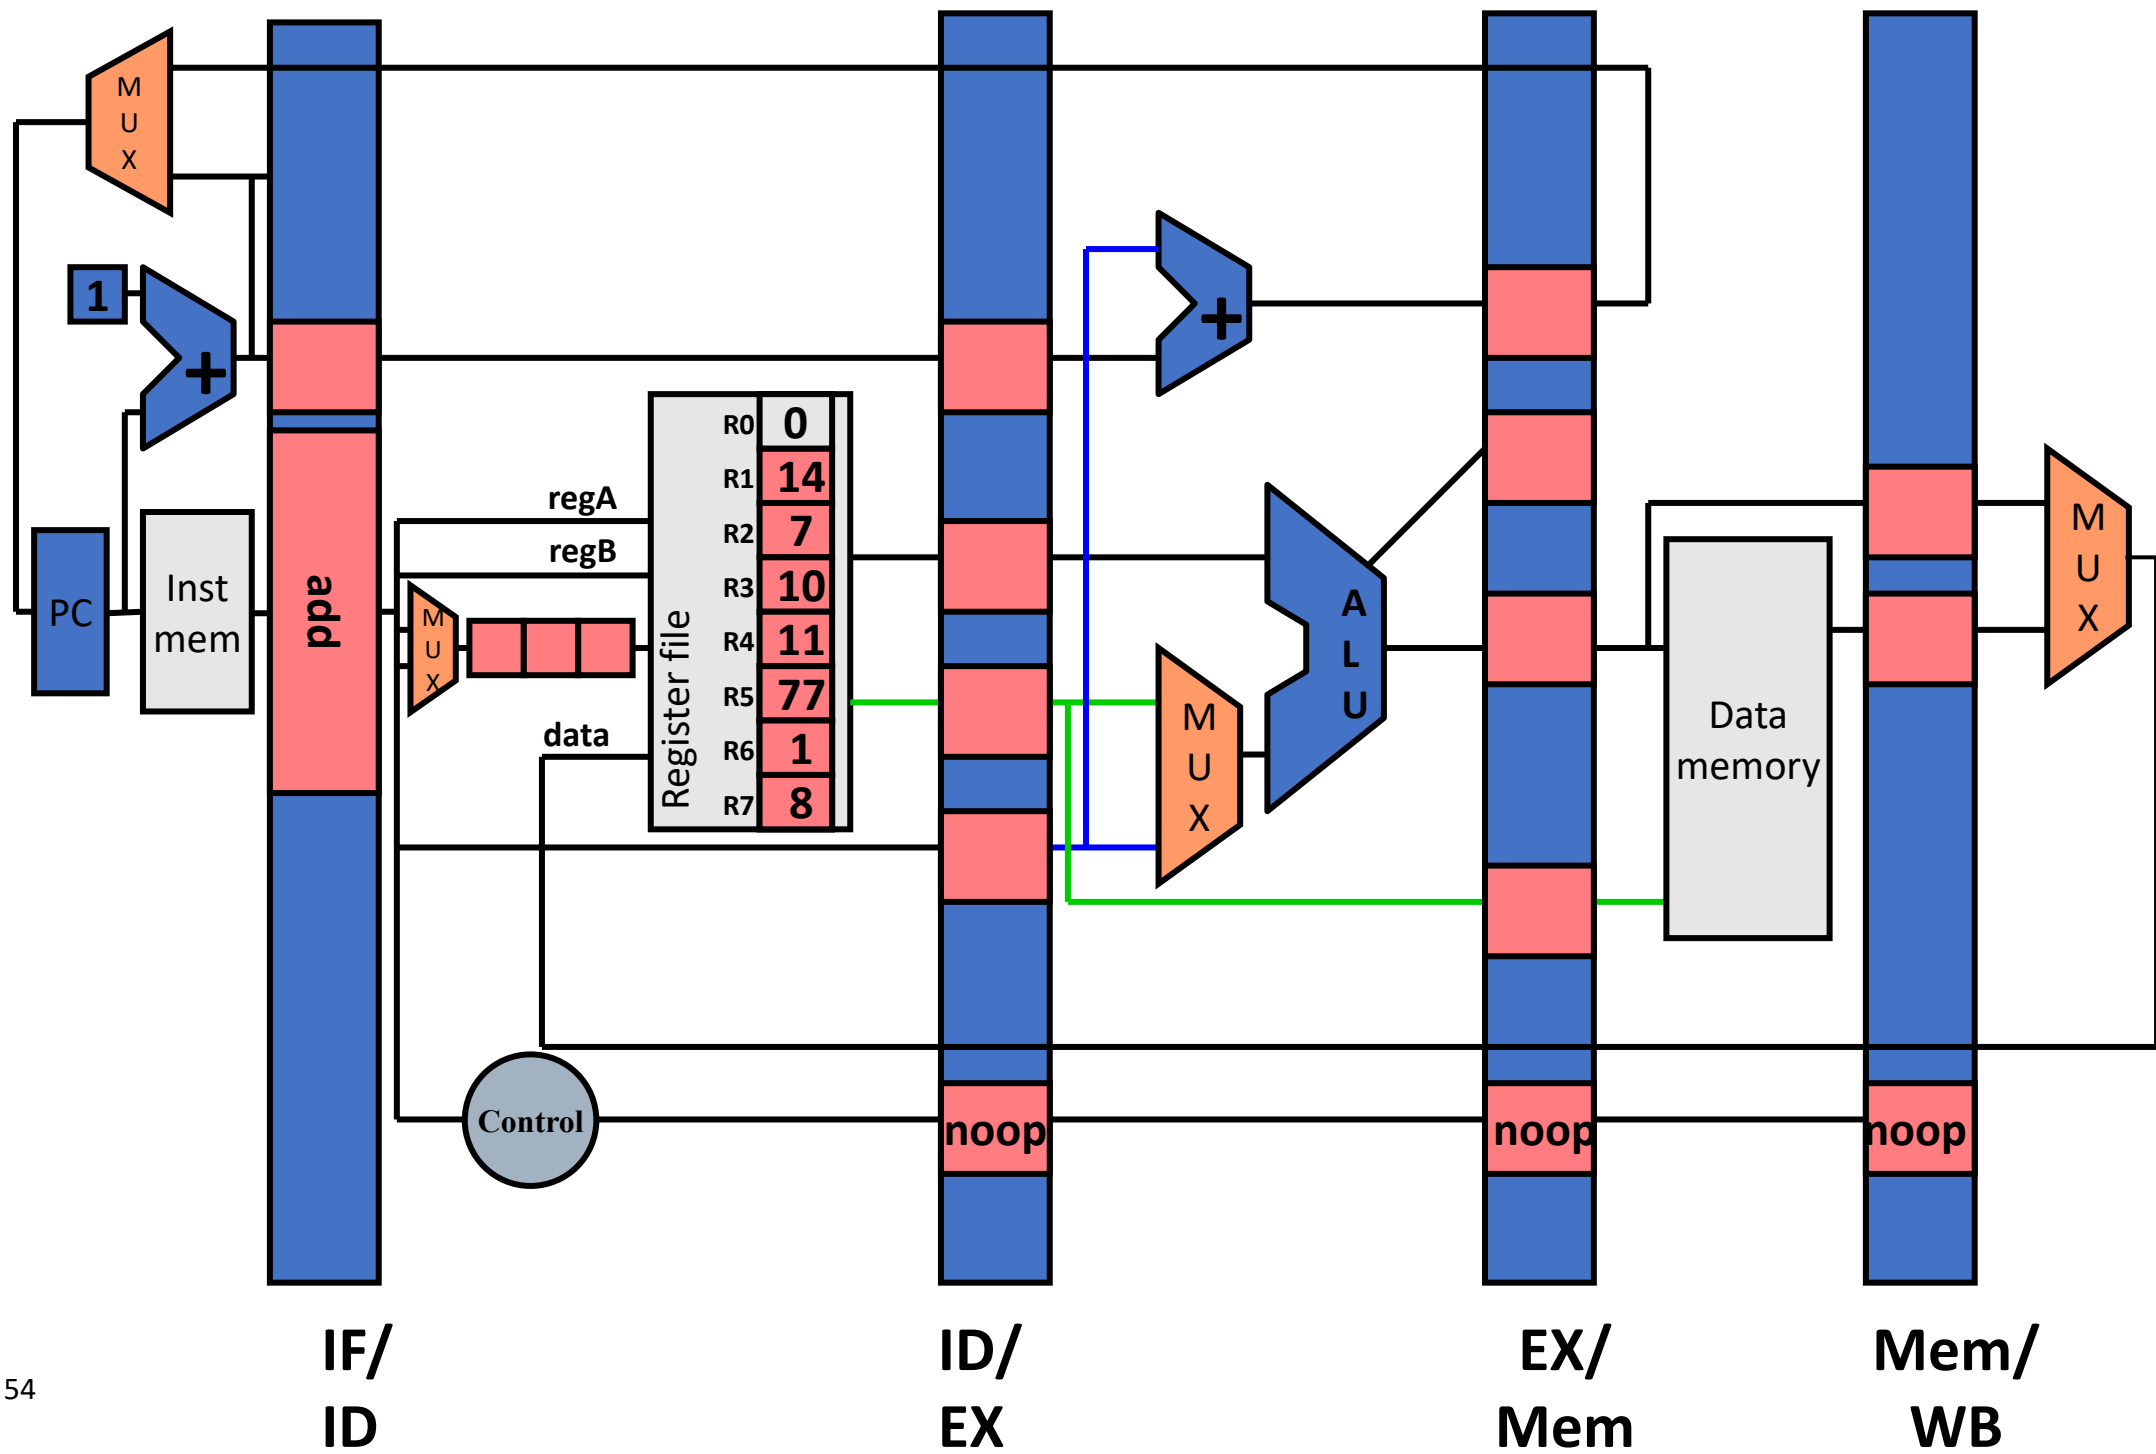 M
U
X
1
+
+
R0 0
R1 14
R2 7
R3 10
R4 11
R5 77
R6 1
R7 8
regA
regB
data
Register file
PC
Inst
mem
add
M
U
X
M
U
X
A
L
U
Data
memory
M
U
X
Control
noop
noop
noop
IF/
ID
ID/
EX
EX/
Mem
Mem/
WB
54